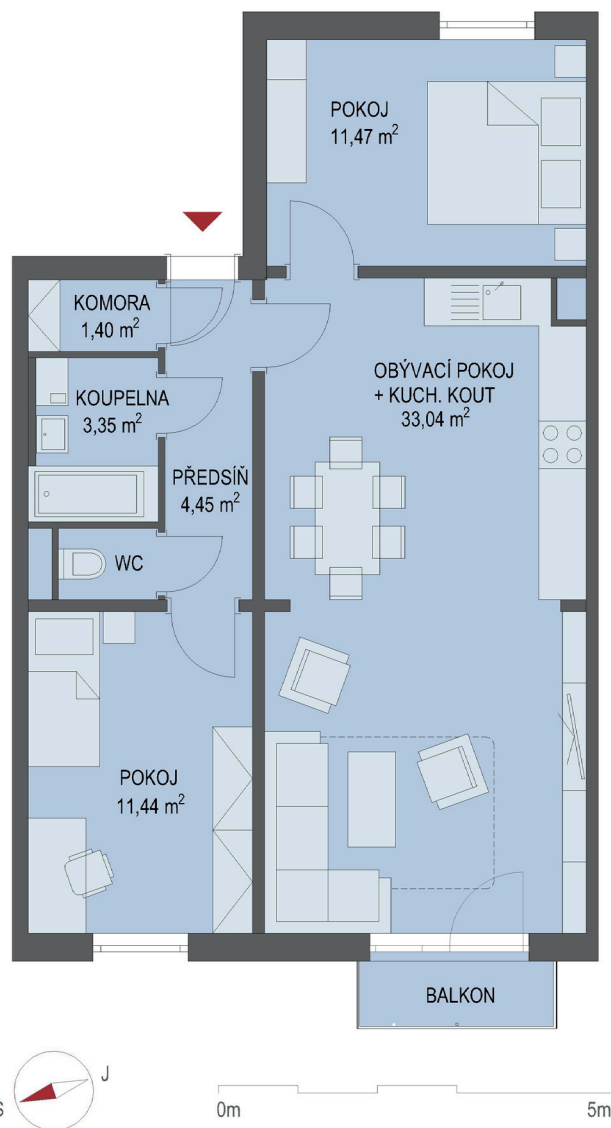 POKOJ
11,47 m²
KOMORA
1,40 m²
OBÝVACÍ POKOJ
+ KUCH. KOUT
33,04 m²
KOUPELNA
3,35 m²
PŘEDSÍŇ
4,45 m²
WC
POKOJ
11,44 m²
BALKON
J
S
0m
5m